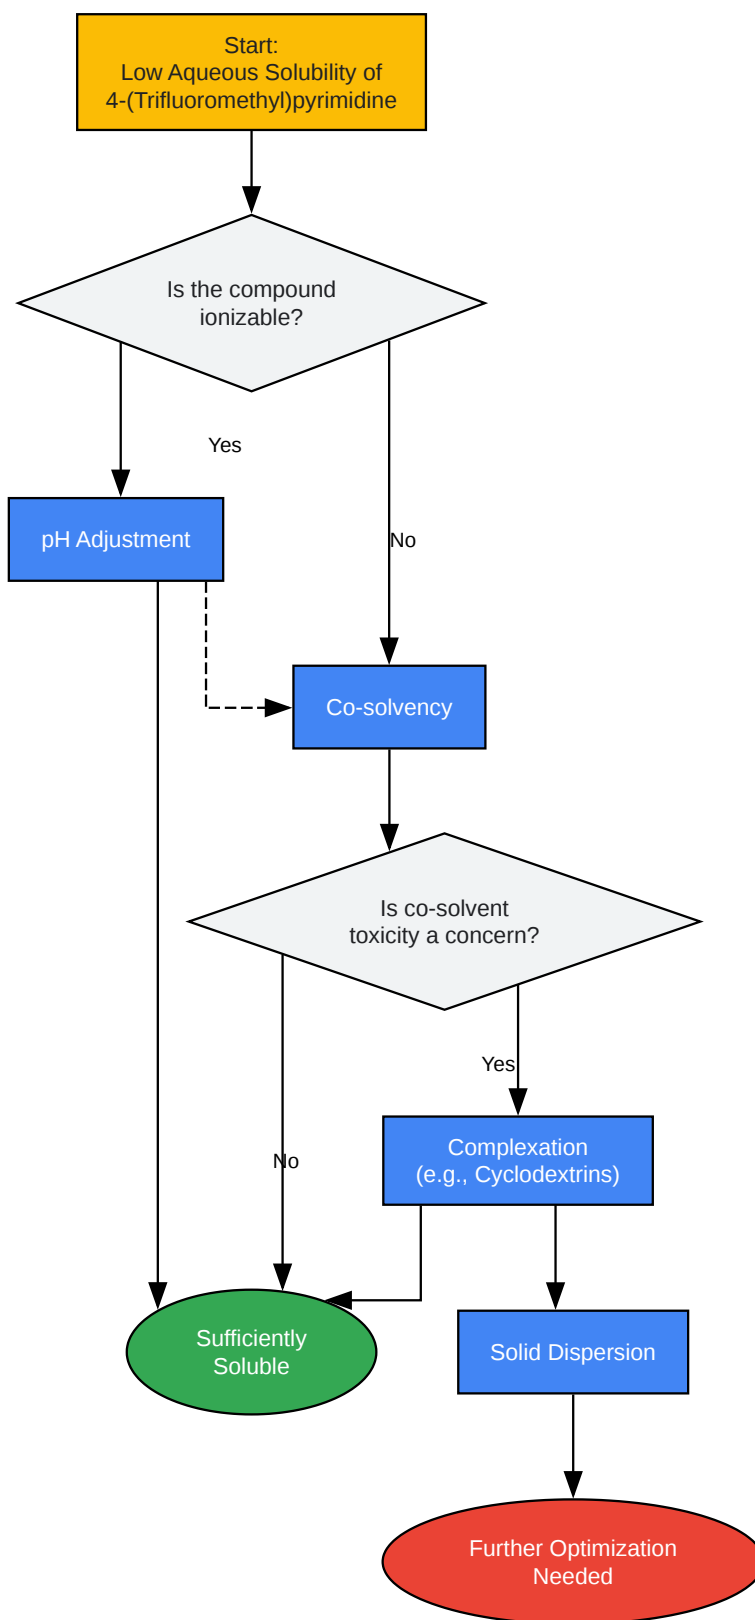 Start:
Low Aqueous Solubility of
4-(Trifluoromethyl)pyrimidine
Is the compound
ionizable?
Yes
pH Adjustment
No
Co-solvency
Is co-solvent
toxicity a concern?
Yes
Complexation
(e.g., Cyclodextrins)
No
Sufficiently
Soluble
Solid Dispersion
Further Optimization
Needed